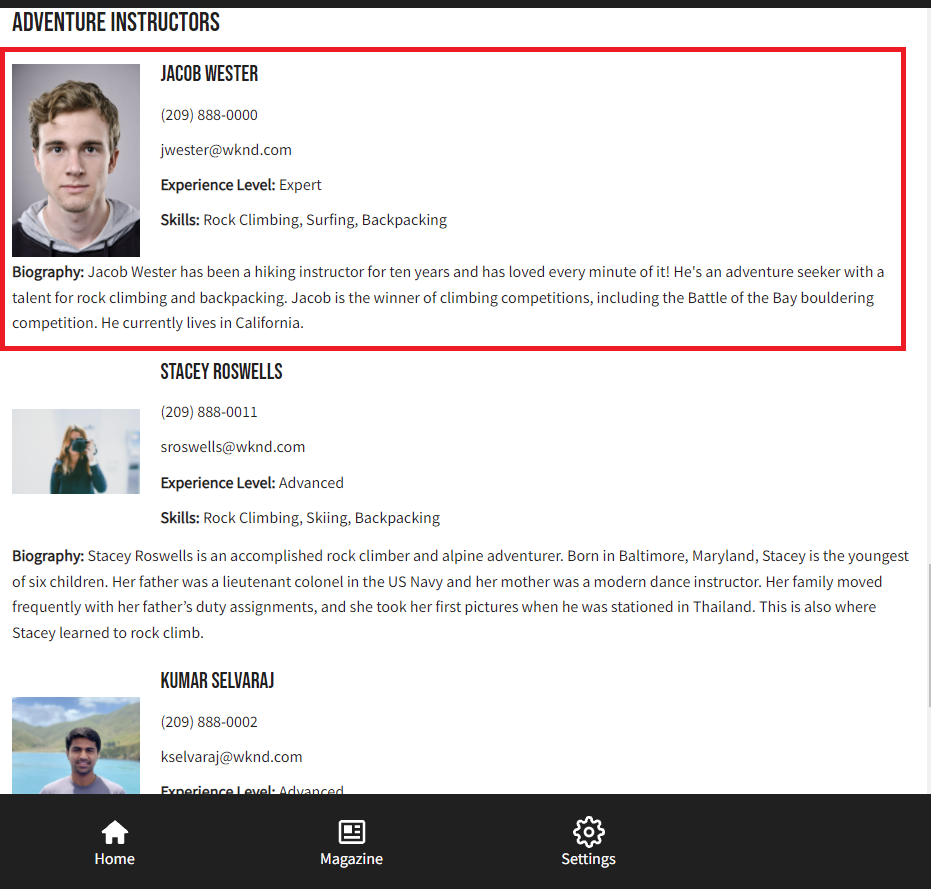 ADVENTURE INSTRUCTORS
JACOB WESTER
(209) 888-0000
jwester@wknd.com
Experience Level: Expert
Skills: Rock Climbing, Surfing, Backpacking
Biography: Jacob Wester has been a hiking instructor for ten years and has loved every minute of it! He's an adventure seeker with a
talent for rock climbing and backpacking. Jacob is the winner of climbing competitions, including the Battle of the Bay bouldering
competition. He currently lives in California.
STACEY ROSWELLS
(209) 888-0011
sroswells@wknd.com
Experience Level: Advanced
Skills: Rock Climbing, Skiing, Backpacking
Biography: Stacey Roswells is an accomplished rock climber and alpine adventurer. Born in Baltimore, Maryland, Stacey is the youngest
of six children. Her father was a lieutenant colonel in the US Navy and her mother was a modern dance instructor. Her family moved
frequently with her father’s duty assignments, and she took her first pictures when he was stationed in Thailand. This is also where
Stacey learned to rock climb.
KUMAR SELVARAJ
(209) 888-0002
kselvaraj@wknd.com
Experience Level: Advanced
Home Magazine Settings